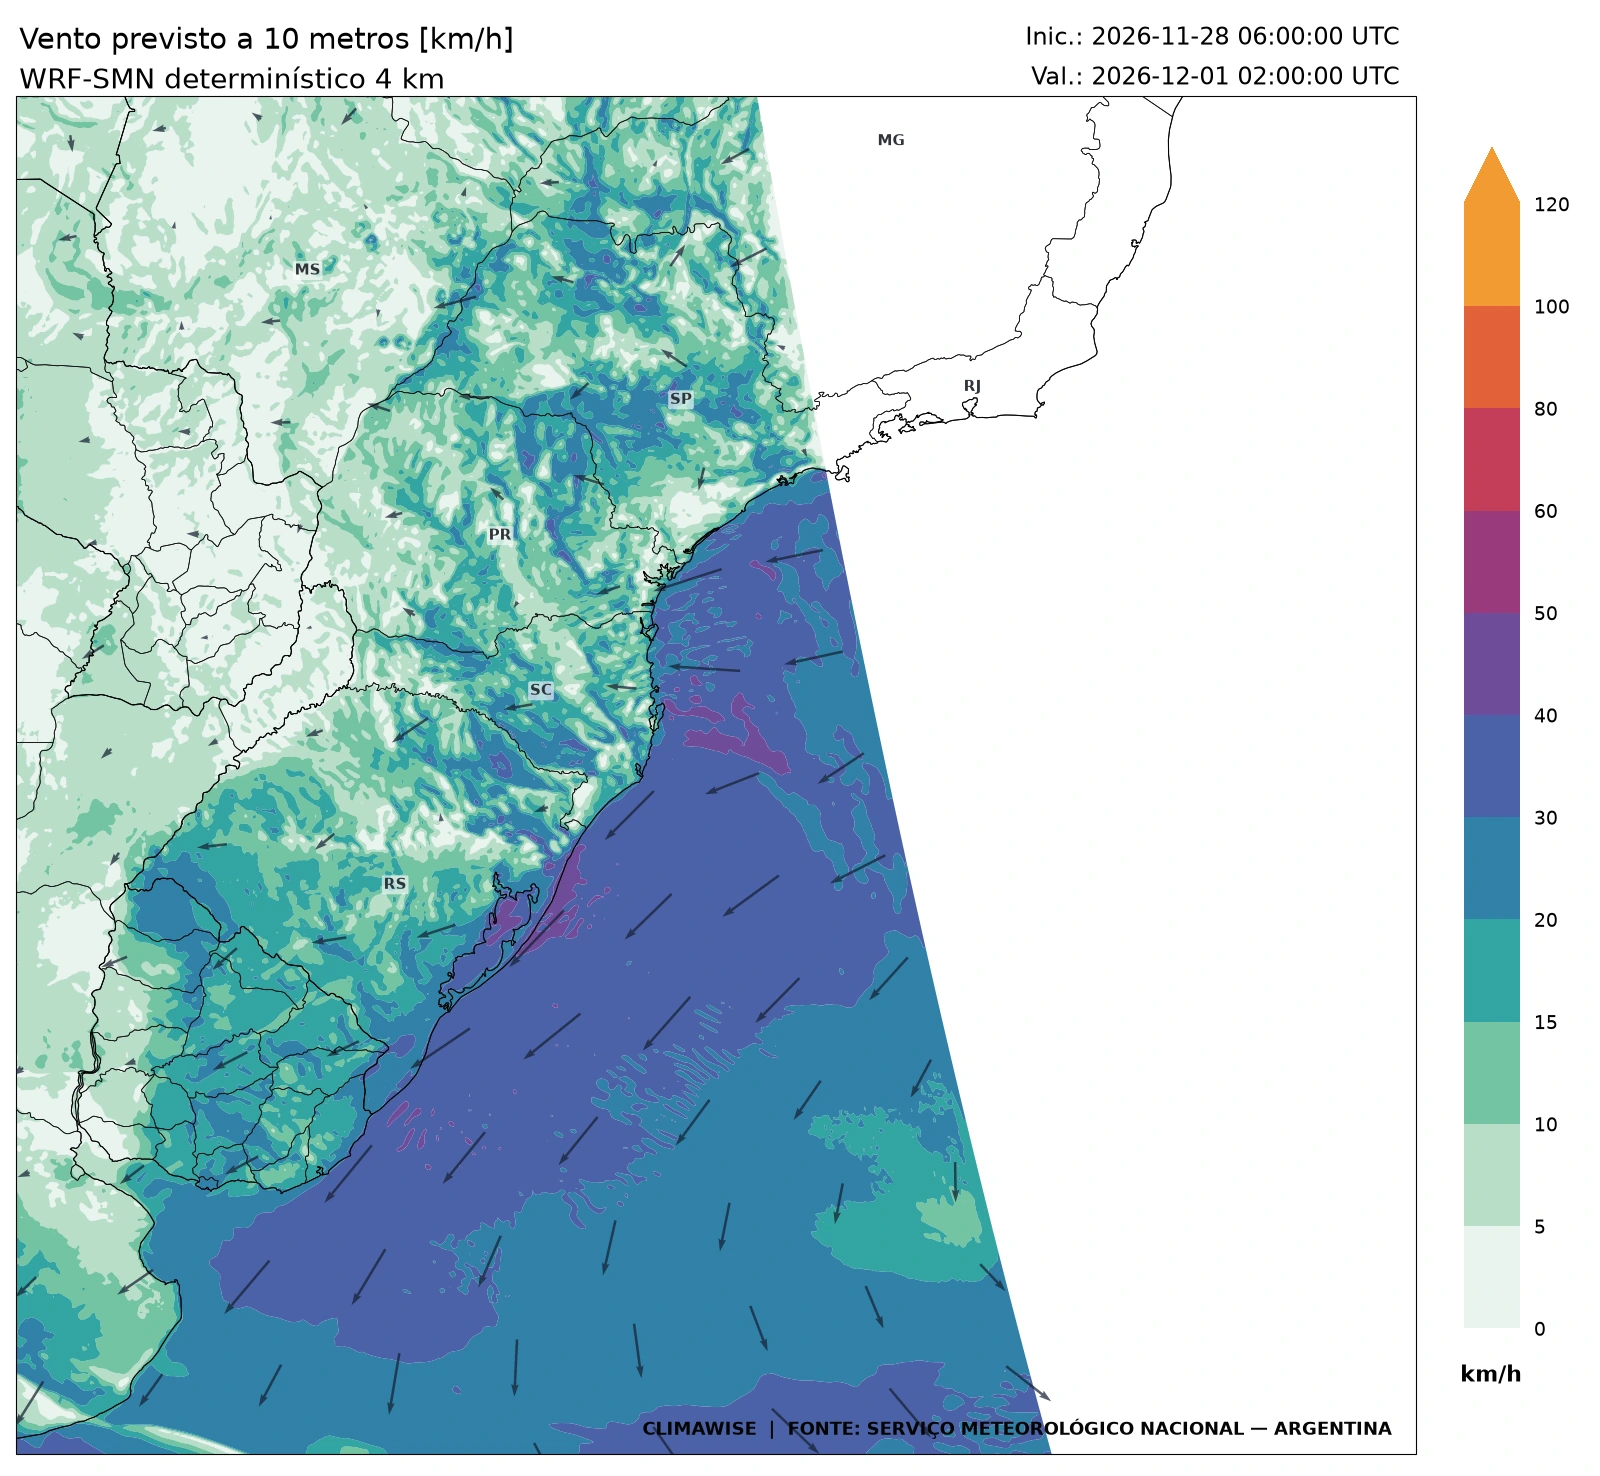 Vento previsto a 10 metros [km/h]
WRF-SMN determinístico 4 km
Inic.: 2026-11-28 06:00:00 UTC
Val.: 2026-12-01 02:00:00 UTC
MG
MS
RJ
SP
PR
SC
RS
120
100
80
60
50
40
30
20
15
10
5
0
km/h
CLIMAWISE | FONTE: SERVIÇO METEOROLÓGICO NACIONAL — ARGENTINA